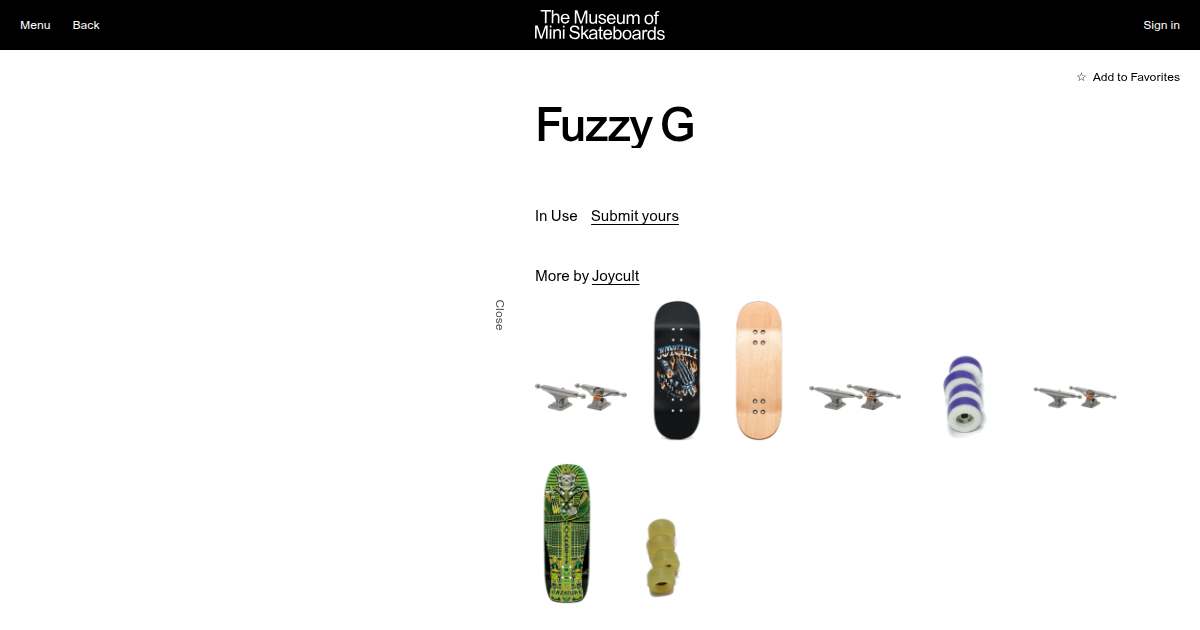 Menu
Back
The Museum of
Mini Skateboards
Sign in
☆ Add to Favorites
Fuzzy G
In Use
Submit yours
More by Joycult
Close
JOYCULT